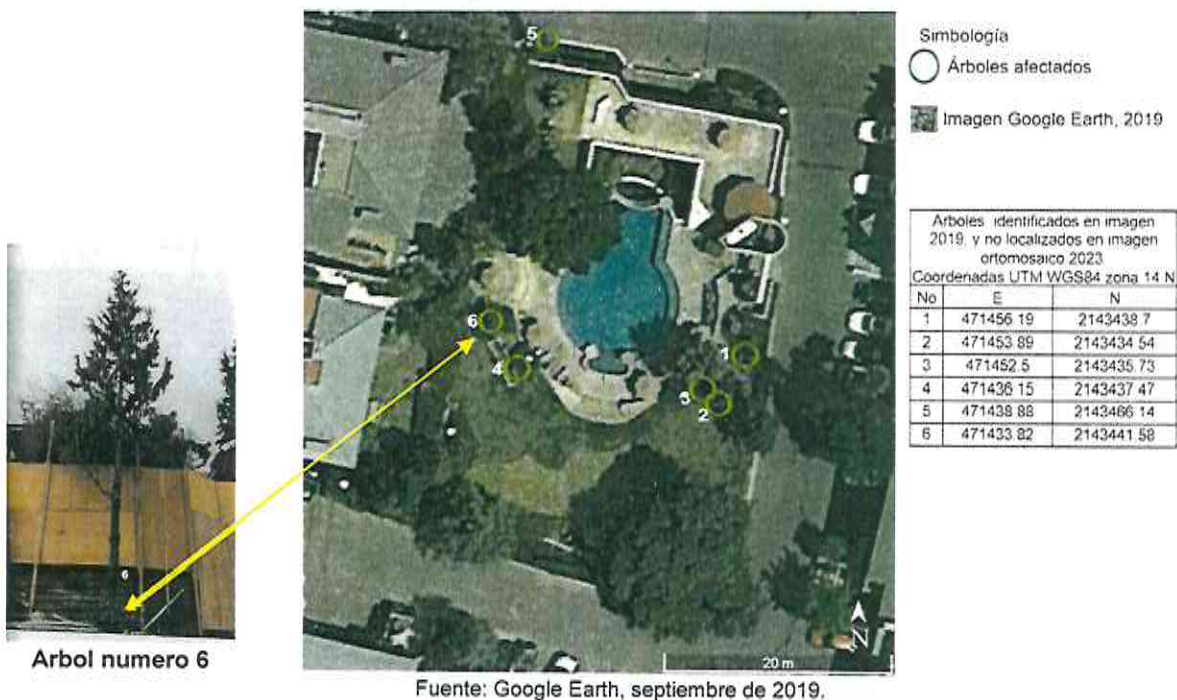 Simbología
Árboles afectados
Imagen Google Earth, 2019
Arboles identificados en imagen
2019, y no localizados en imagen
ortomosaico 2023
Coordenadas UTM WGS84 zona 14 N
No E N
1 471456.19 2143438.7
2 471453.89 2143434.54
3 471452.5 2143435.73
4 471436.15 2143437.47
5 471438.88 2143466.14
6 471433.82 2143441.58
5
6
4
1
3
2
6
N
20 m
Arbol numero 6
Fuente: Google Earth, septiembre de 2019.